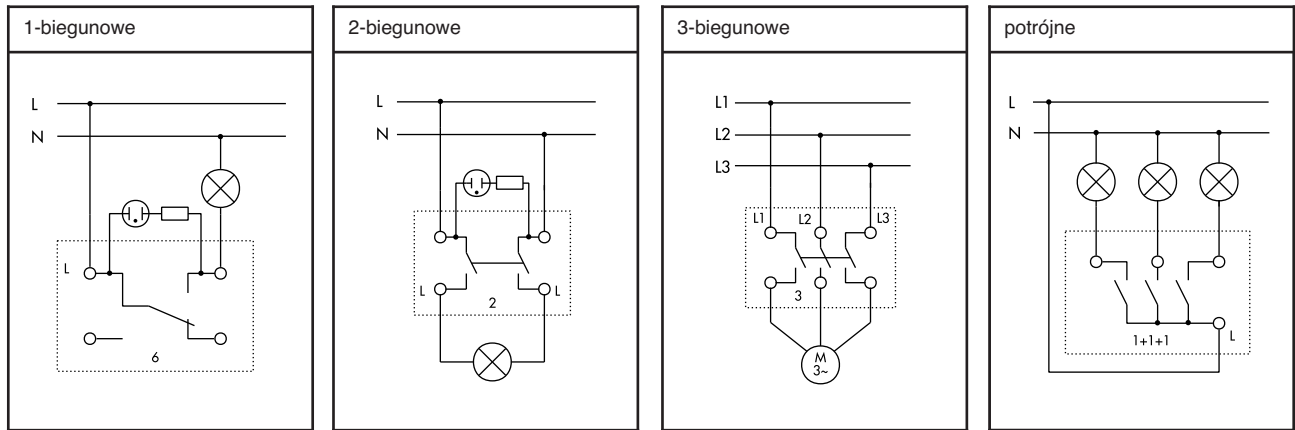 1-biegunowe
L
N
L
6
2-biegunowe
L
N
L
L
2
3-biegunowe
L1
L2
L3
L1
L2
L3
3
M
3~
potrójne
L
N
L
1+1+1